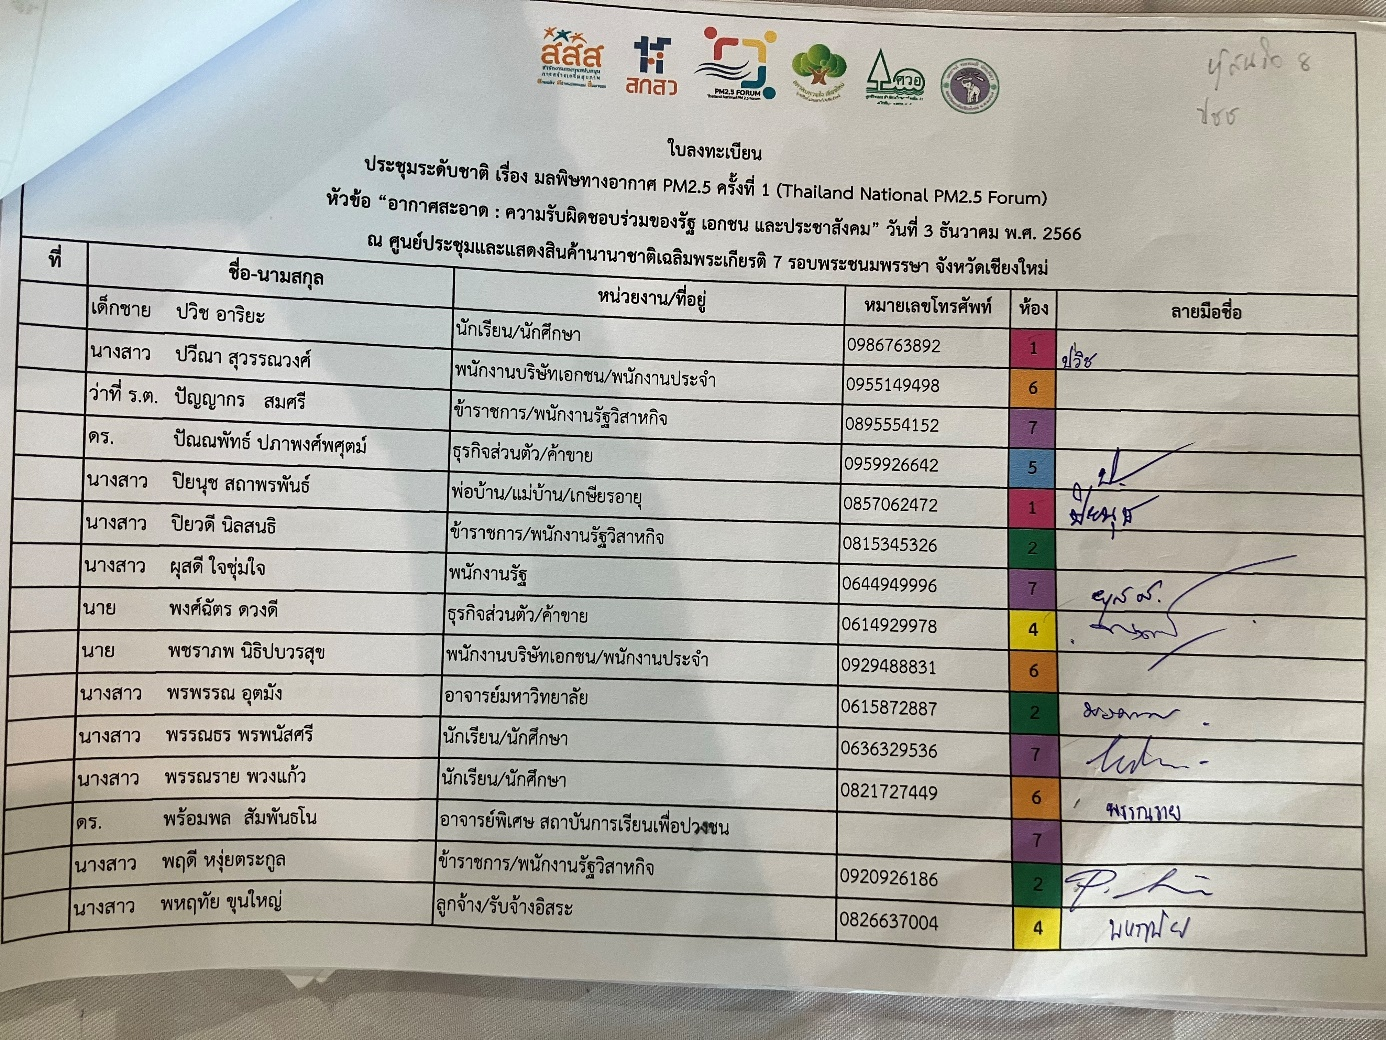 สสส
สกสว
PM2.5 FORUM
Thailand National PM 2.5 Forum
ศวอ
ปชช
ใบลงทะเบียน
ประชุมระดับชาติ เรื่อง มลพิษทางอากาศ PM2.5 ครั้งที่ 1 (Thailand National PM2.5 Forum)
หัวข้อ “อากาศสะอาด : ความรับผิดชอบร่วมของรัฐ เอกชน และประชาสังคม” วันที่ 3 ธันวาคม พ.ศ. 2566
ณ ศูนย์ประชุมและแสดงสินค้านานาชาติเฉลิมพระเกียรติ 7 รอบพระชนมพรรษา จังหวัดเชียงใหม่
ที่ ชื่อ-นามสกุล หน่วยงาน/ที่อยู่ หมายเลขโทรศัพท์ ห้อง ลายมือชื่อ
เด็กชาย ปวิช อาริยะ นักเรียน/นักศึกษา 0986763892 1 ปวิช
นางสาว ปวีณา สุวรรณวงศ์ พนักงานบริษัทเอกชน/พนักงานประจำ 0955149498 6
ว่าที่ ร.ต. ปัญญากร สมศรี ข้าราชการ/พนักงานรัฐวิสาหกิจ 0895554152 7
ดร. ปัณณพัทธ์ ปภาพงศ์พศุตม์ ธุรกิจส่วนตัว/ค้าขาย 0959926642 5 ป.
นางสาว ปิยนุช สถาพรพันธ์ พ่อบ้าน/แม่บ้าน/เกษียรอายุ 0857062472 1 ปิยนุช
นางสาว ปิยวดี นิลสนธิ ข้าราชการ/พนักงานรัฐวิสาหกิจ 0815345326 2
นางสาว ผุสดี ใจชุ่มใจ พนักงานรัฐ 0644949996 7
นาย พงศ์ฉัตร ดวงดี ธุรกิจส่วนตัว/ค้าขาย 0614929978 4
นาย พชราภพ นิธิปบวรสุข พนักงานบริษัทเอกชน/พนักงานประจำ 0929488831 6
นางสาว พรพรรณ อุตมัง อาจารย์มหาวิทยาลัย 0615872887 2
นางสาว พรรณธร พรพนัสศรี นักเรียน/นักศึกษา 0636329536 7
นางสาว พรรณราย พวงแก้ว นักเรียน/นักศึกษา 0821727449 6 พรรณราย
ดร. พร้อมพล สัมพันธโน อาจารย์พิเศษ สถาบันการเรียนเพื่อปวงชน 7
นางสาว พฤดี หงุ่ยตระกูล ข้าราชการ/พนักงานรัฐวิสาหกิจ 0920926186 2
นางสาว พหฤทัย ขุนใหญ่ ลูกจ้าง/รับจ้างอิสระ 0826637004 4